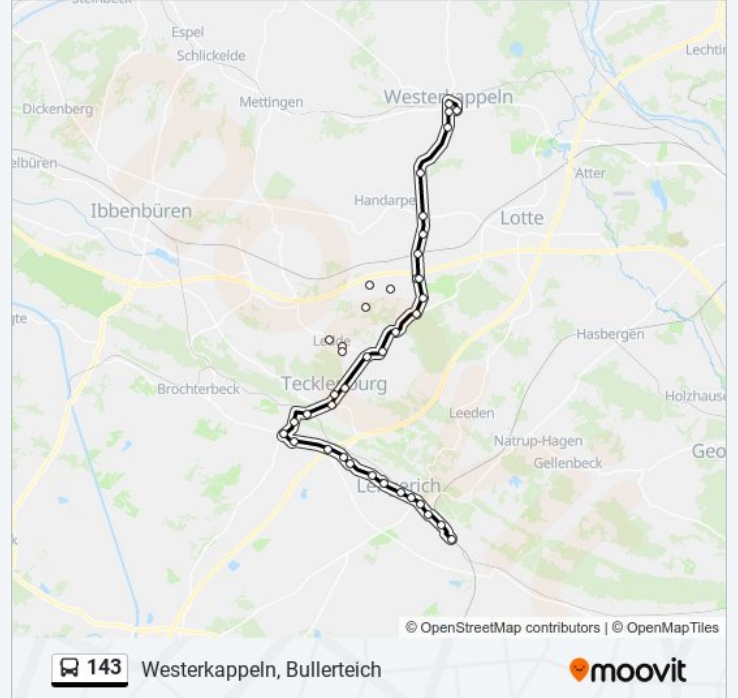 Steinbeck
Espel
Schlickelde
Lechtin
Westerkappeln
Mettingen
Dickenberg
elbüren
Atter
Handarpe
Ibbenbüren
Lotte
gte
Hasbergen
Leede
Tecklenburg
Brochterbeck
Holzhause
Leeden
Natrup-Hagen
Geo
Gellenbeck
Lengerich
k
© OpenStreetMap contributors | © OpenMapTiles
143 Westerkappeln, Bullerteich moovit